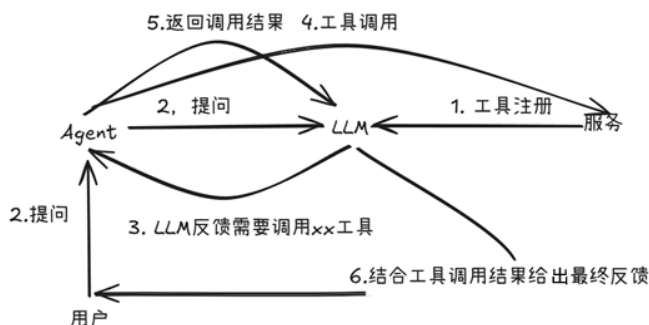 5.返回调用结果 4.工具调用
2，提问
1. 工具注册
Agent
LLM
服务
2.提问
3. LLM反馈需要调用xx工具
6.结合工具调用结果给出最终反馈
用户